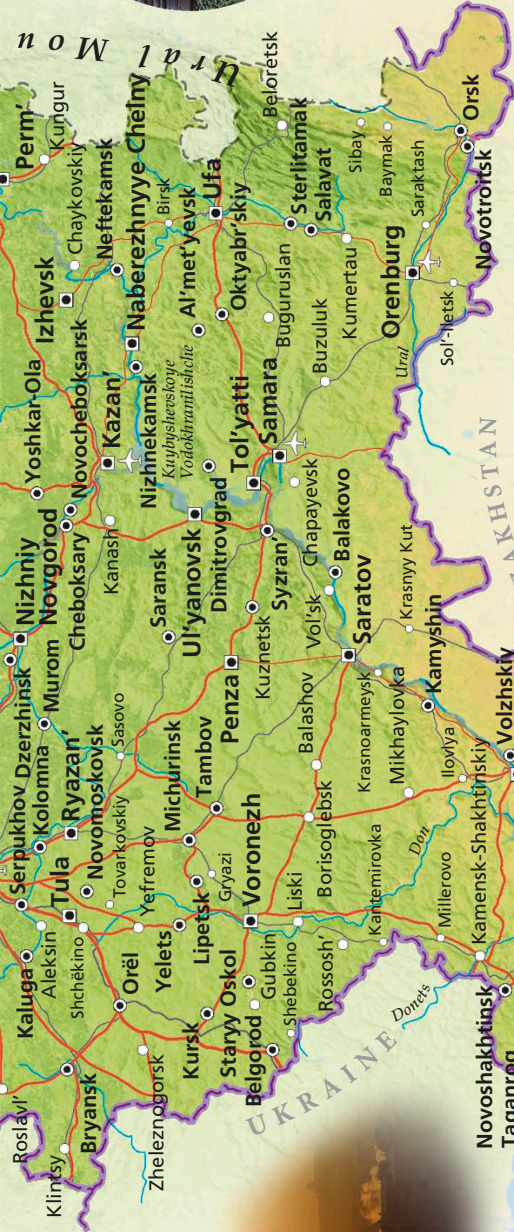 Roslavl'
Klintsy
Bryansk
Zheleznogorsk
Kaluga
Aleksin
Serpukhov
Kolomna
Dzerzhinsk
Murom
Nizhniy
Novgorod
Yoshkar-Ola
Izhevsk
Perm'
Kungur
Ural Mou
Tula
Shchëkino
Novomoskovsk
Ryazan'
Tovarkovskiy
Sasovo
Cheboksary
Novocheboksarsk
Kanash
Kazan'
Chaykovskiy
Neftekamsk
Naberezhnyye Chelny
Nizhnekamsk
Orël
Yefremov
Yelets
Lipetsk
Gryazi
Michurinsk
Tambov
Saransk
Ul'yanovsk
Dimitrovgrad
Kuybyshevskoye
Vodokhranilishche
Al'met'yevsk
Birsk
Ufa
Oktyabr'skiy
Beloretsk
Kursk
Staryy Oskol
Gubkin
Belgorod
Shebekino
Voronezh
Liski
Penza
Kuznetsk
Syzran'
Tol'yatti
Samara
Chapayevsk
Buguruslan
Sterlitamak
Salavat
Buzuluk
Kumertau
Sibay
Baymak
Saraktash
Rossosh'
Borisoglebsk
Balashov
Vol'sk
Balakovo
Saratov
Krasnoarmeysk
Mikhaylovka
Kantemirovka
Krasnyy Kut
Kamyshin
Ural
Orenburg
Sol'-Iletsk
Novotroitsk
Orsk
UKRAINE
Donets
Don
Millerovo
Ilovlya
Kamensk-Shakhtinskiy
Volzhskiy
Novoshakhtinsk
Taganrog
AKHSTAN